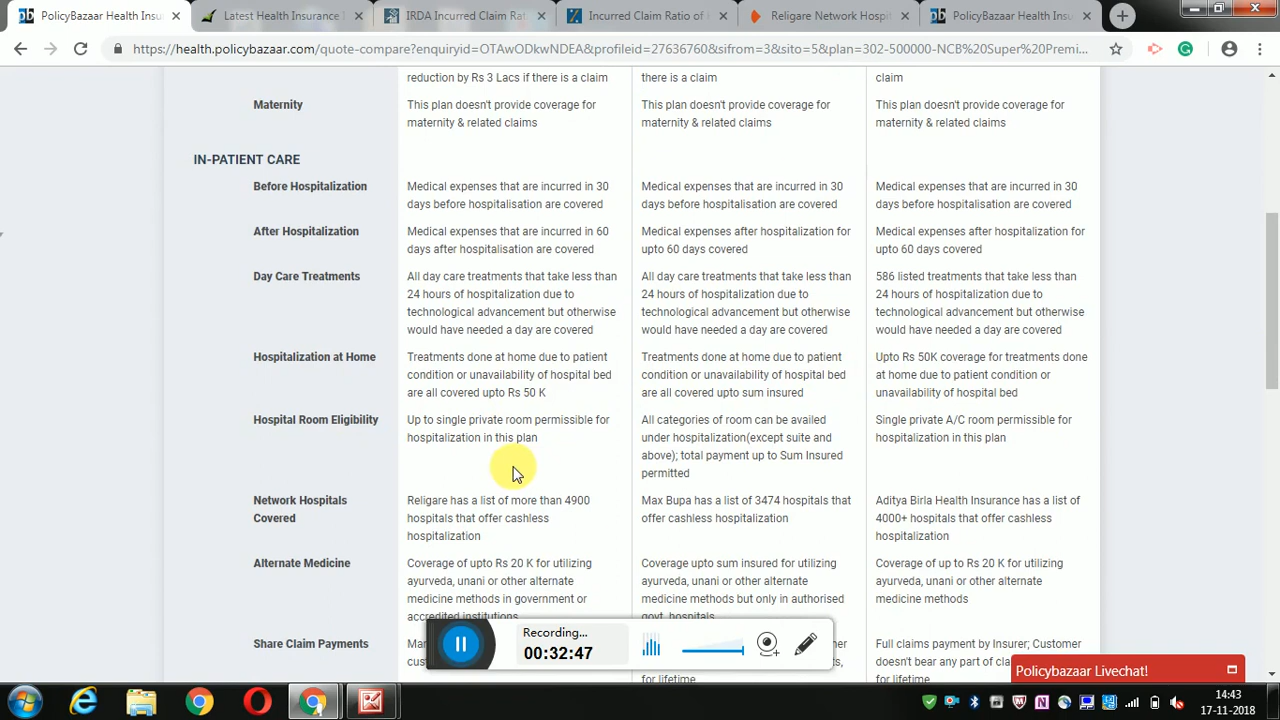 PolicyBazaar Health Insu
Latest Health Insurance
IRDA Incurred Claim Rat
Incurred Claim Ratio of
Religare Network Hospit
PolicyBazaar Health Insu
https://health.policybazaar.com/quote-compare?enquiryid=OTAwODkwNDEA&profileid=27636760&sifrom=3&sito=5&plan=302-500000-NCB%20Super%20Premi...
reduction by Rs 3 Lacs if there is a claim
there is a claim
claim
Maternity
This plan doesn't provide coverage for
maternity & related claims
This plan doesn't provide coverage for
maternity & related claims
This plan doesn't provide coverage for
maternity & related claims
IN-PATIENT CARE
Before Hospitalization
Medical expenses that are incurred in 30
days before hospitalisation are covered
Medical expenses that are incurred in 30
days before hospitalisation are covered
Medical expenses that are incurred in 30
days before hospitalisation are covered
After Hospitalization
Medical expenses that are incurred in 60
days after hospitalisation are covered
Medical expenses after hospitalization for
upto 60 days covered
Medical expenses after hospitalization for
upto 60 days covered
Day Care Treatments
All day care treatments that take less than
24 hours of hospitalization due to
technological advancement but otherwise
would have needed a day are covered
All day care treatments that take less than
24 hours of hospitalization due to
technological advancement but otherwise
would have needed a day are covered
586 listed treatments that take less than
24 hours of hospitalization due to
technological advancement but otherwise
would have needed a day are covered
Hospitalization at Home
Treatments done at home due to patient
condition or unavailability of hospital bed
are all covered upto Rs 50 K
Treatments done at home due to patient
condition or unavailability of hospital bed
are all covered upto sum insured
Upto Rs 50K coverage for treatments done
at home due to patient condition or
unavailability of hospital bed
Hospital Room Eligibility
Up to single private room permissible for
hospitalization in this plan
All categories of room can be availed
under hospitalization(except suite and
above); total payment up to Sum Insured
permitted
Single private A/C room permissible for
hospitalization in this plan
Network Hospitals
Covered
Religare has a list of more than 4900
hospitals that offer cashless
hospitalization
Max Bupa has a list of 3474 hospitals that
offer cashless hospitalization
Aditya Birla Health Insurance has a list of
4000+ hospitals that offer cashless
hospitalization
Alternate Medicine
Coverage of upto Rs 20 K for utilizing
ayurveda, unani or other alternate
medicine methods in government or
accredited institutions
Coverage upto sum insured for utilizing
ayurveda, unani or other alternate
medicine methods but only in authorised
govt. hospitals
Coverage of up to Rs 20 K for utilizing
ayurveda, unani or other alternate
medicine methods
Share Claim Payments
for lifetime
Full claims payment by Insurer; Customer
doesn't bear any part of
for lifetime
Recording...
00:32:47
Policybazaar Livechat!
14:43
17-11-2018